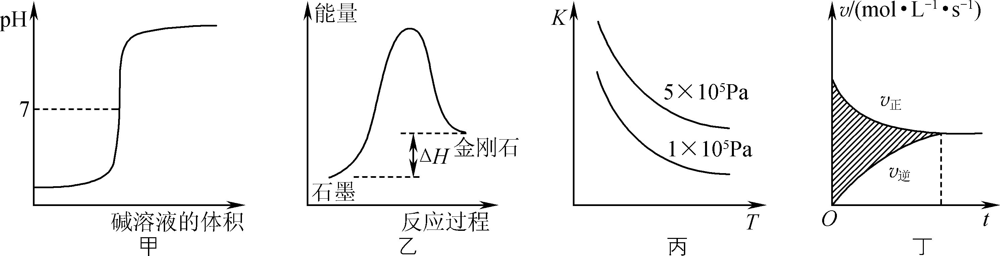 pH
7
碱溶液的体积
甲
能量
金刚石
ΔH
石墨
反应过程
乙
K
5×10⁵Pa
1×10⁵Pa
T
丙
v/(mol·L⁻¹·s⁻¹)
v正
v逆
O
t
丁